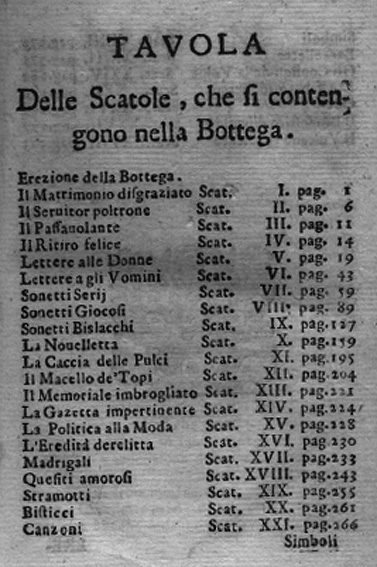 TAVOLA
Delle Scatole, che ſi conten-
gono nella Bottega.
Erezione della Bottega.
Il Matrimonio diſgraziato Scat. I. pag. 1
Il Seruitor poltrone Scat. II. pag. 6
Il Paſſauolante Scat. III. pag. 11
Il Ritiro felice Scat. IV. pag. 14
Lettere alle Donne Scat. V. pag. 19
Lettere a gli Vomini Scat. VI. pag. 43
Sonetti Serij Scat. VII. pag. 59
Sonetti Giocoſi Scat. VIII. pag. 89
Sonetti Bislacchi Scat. IX. pag.127
La Nouelletta Scat. X. pag.159
La Caccia delle Pulci Scat. XI. pag.195
Il Macello de'Topi Scat. XII. pag.204
Il Memoriale imbrogliato Scat. XIII. pag.221
La Gazetta impertinente Scat. XIV. pag.224
La Politica alla Moda Scat. XV. pag.228
L'Eredità derelitta Scat. XVI. pag.230
Madrigali Scat. XVII. pag.233
Queſiti amoroſi Scat. XVIII. pag.243
Stramotti Scat. XIX. pag.255
Biſticci Scat. XX. pag.261
Canzoni Scat. XXI. pag.266
Simboli